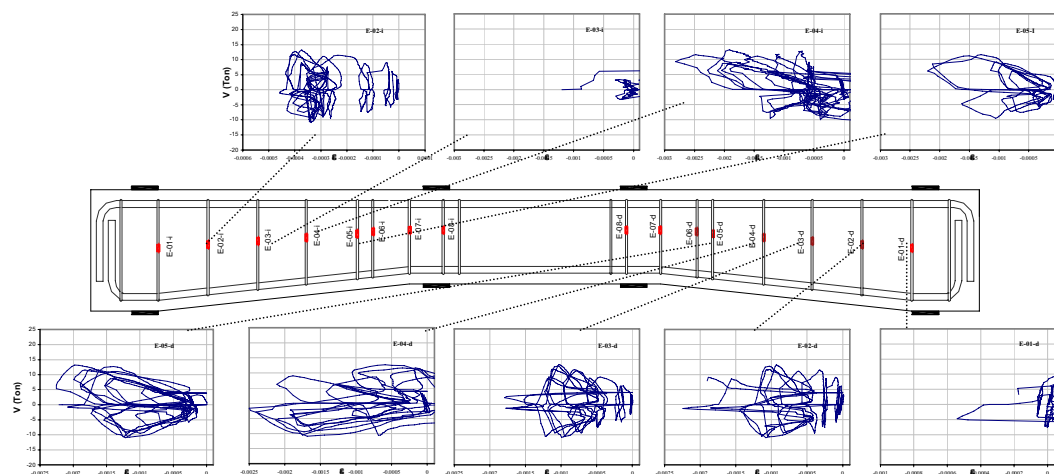 E-02-i
25
20
15
10
5
0
-5
-10
-15
-20
V (Ton)
-0.0006 -0.0005 -0.0004 -0.0003 -0.0002 -0.0001 0 0.0001
ε
E-03-i
-0.003 -0.0025 -0.002 -0.0015 -0.001 -0.0005 0
ε
E-04-i
-0.003 -0.0025 -0.002 -0.0015 -0.001 -0.0005 0
E-05-I
-0.003 -0.0025 -0.002 -0.0015 -0.001 -0.0005
ε
E-01-i
E-02-i
E-03-i
E-04-i
E-05-i
E-06-i
E-07-i
E-08-i
E-08-d
E-07-d
E-06-d
E-05-d
E-04-d
E-03-d
E-02-d
E-01-d
E-05-d
25
20
15
10
5
0
-5
-10
-15
-20
V (Ton)
-0.0025 -0.002 -0.0015 -0.001 -0.0005 0
ε
E-04-d
-0.0025 -0.002 -0.0015 -0.001 -0.0005 0
ε
E-03-d
-0.0025 -0.002 -0.0015 -0.001 -0.0005 0
ε
E-02-d
-0.001 -0.0005 0
ε
E-01-d
-0.0006 -0.0004
ε